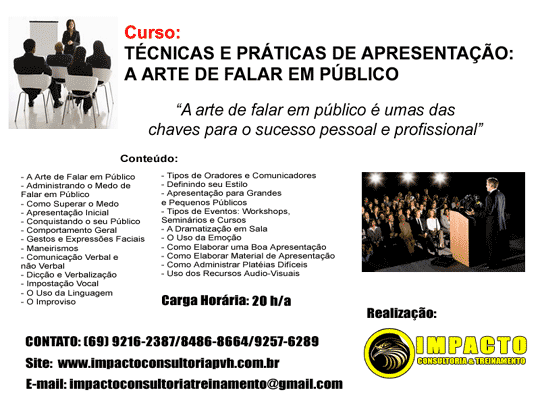 Curso:
TÉCNICAS E PRÁTICAS DE APRESENTAÇÃO:
A ARTE DE FALAR EM PÚBLICO
“A arte de falar em público é umas das
chaves para o sucesso pessoal e profissional”
Conteúdo:
- A Arte de Falar em Público
- Administrando o Medo de
Falar em Público
- Como Superar o Medo
- Apresentação Inicial
- Conquistando o seu Público
- Comportamento Geral
- Gestos e Expressões Faciais
- Maneirismos
- Comunicação Verbal e
não Verbal
- Dicção e Verbalização
- Impostação Vocal
- O Uso da Linguagem
- O Improviso
- Tipos de Oradores e Comunicadores
- Definindo seu Estilo
- Apresentação para Grandes
e Pequenos Públicos
- Tipos de Eventos: Workshops,
Seminários e Cursos
- A Dramatização em Sala
- O Uso da Emoção
- Como Elaborar uma Boa Apresentação
- Como Elaborar Material de Apresentação
- Como Administrar Platéias Difíceis
- Uso dos Recursos Audio-Visuais
Carga Horária: 20 h/a
Realização:
IMPACTO
CONSULTORIA & TREINAMENTO
CONTATO: (69) 9216-2387/8486-8664/9257-6289
Site: www.impactoconsultoriapvh.com.br
E-mail: impactoconsultoriatreinamento@gmail.com